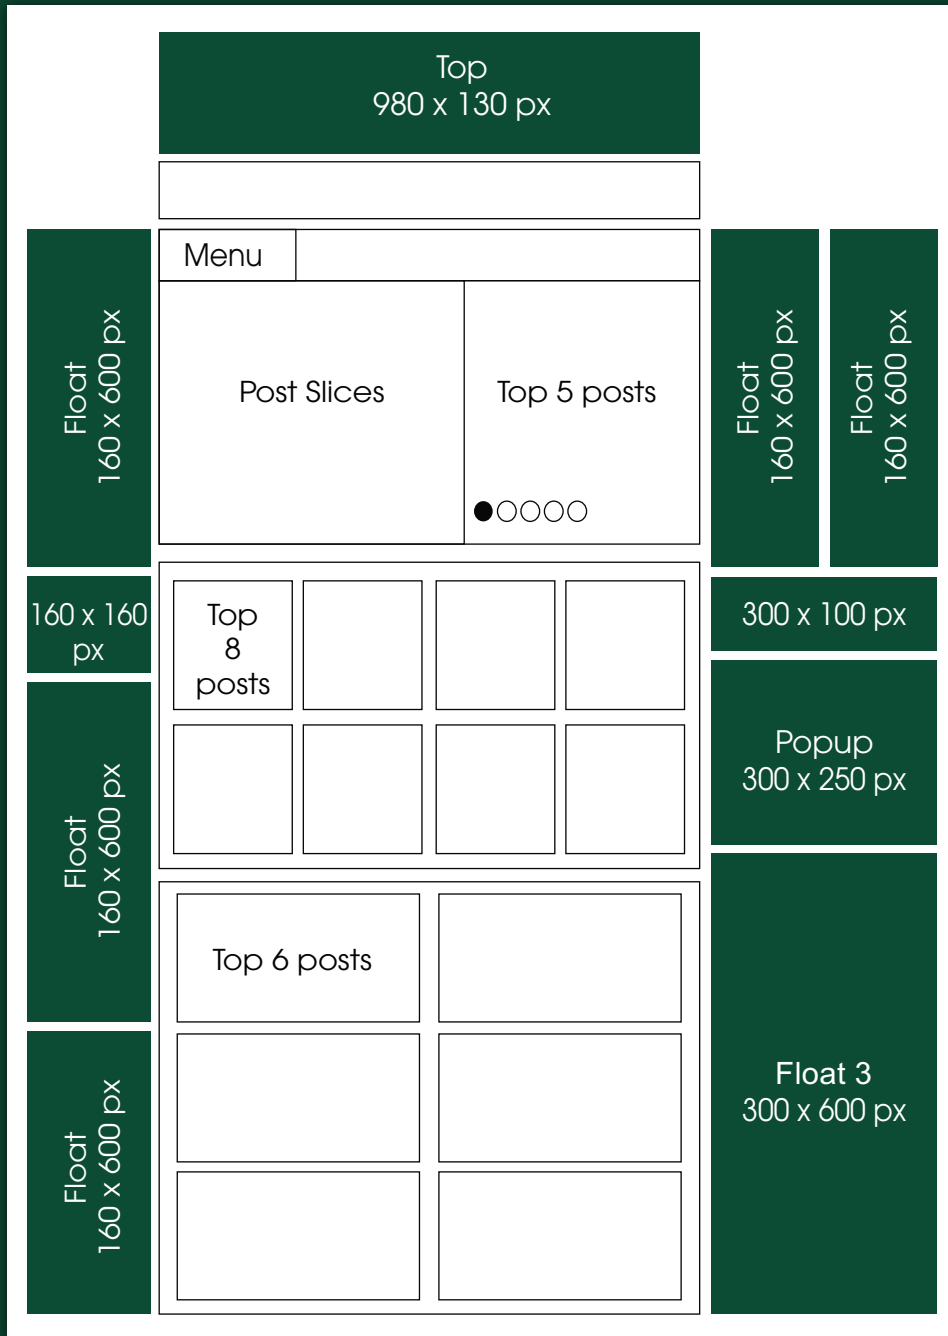 Top
980 x 130 px
Menu
Float
160 x 600 px
Post Slices
Top 5 posts
Float
160 x 600 px
Float
160 x 600 px
160 x 160
px
Top
8
posts
300 x 100 px
Popup
300 x 250 px
Float
160 x 600 px
Top 6 posts
Float 3
300 x 600 px
Float
160 x 600 px